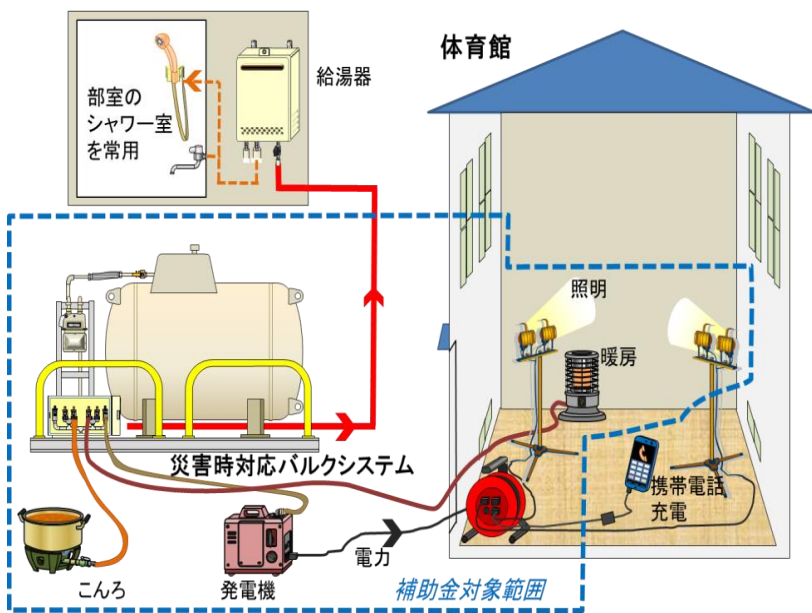 体育館
給湯器
部室の
シャワー室
を常用
照明
暖房
災害時対応バルクシステム
携帯電話
充電
電力
こんろ
発電機
補助金対象範囲